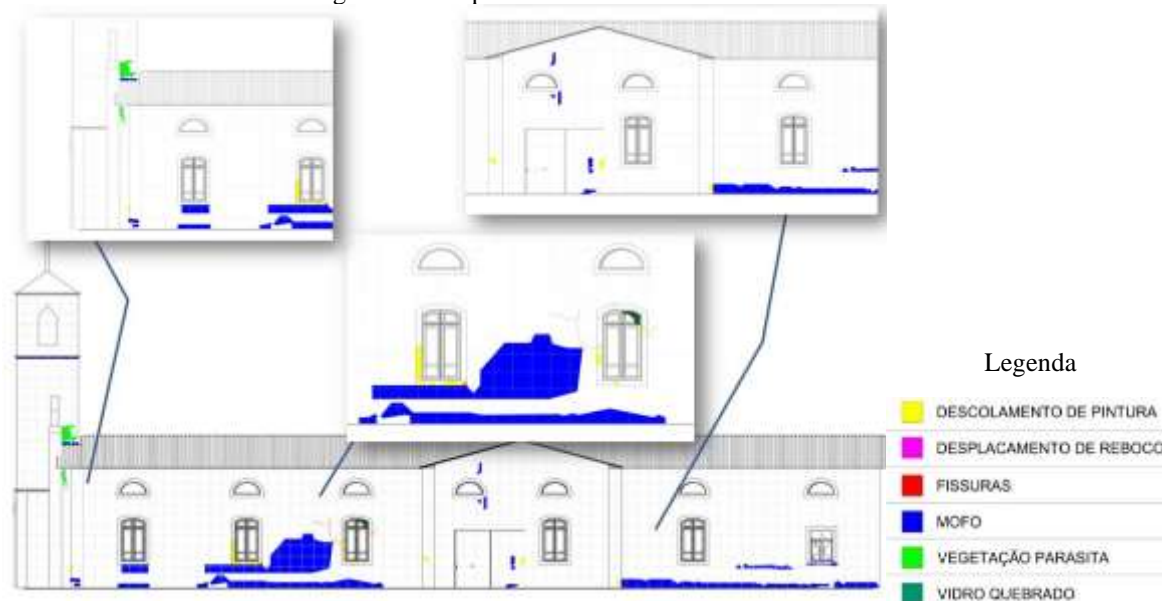 Legenda
DESCOLAMENTO DE PINTURA
DESPLACAMENTO DE REBOCO
FISSURAS
MOFO
VEGETAÇÃO PARASITA
VIDRO QUEBRADO